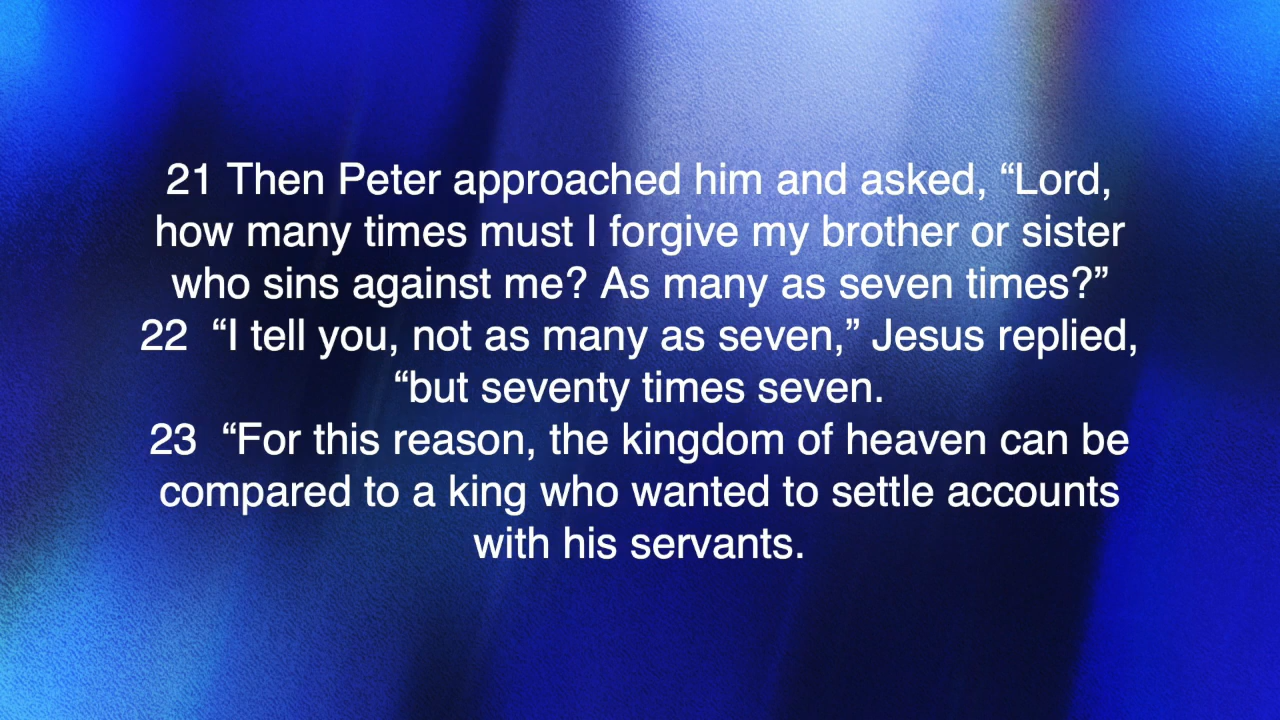 21 Then Peter approached him and asked, “Lord,
how many times must I forgive my brother or sister
who sins against me? As many as seven times?”
22  “I tell you, not as many as seven,” Jesus replied,
“but seventy times seven.
23  “For this reason, the kingdom of heaven can be
compared to a king who wanted to settle accounts
with his servants.